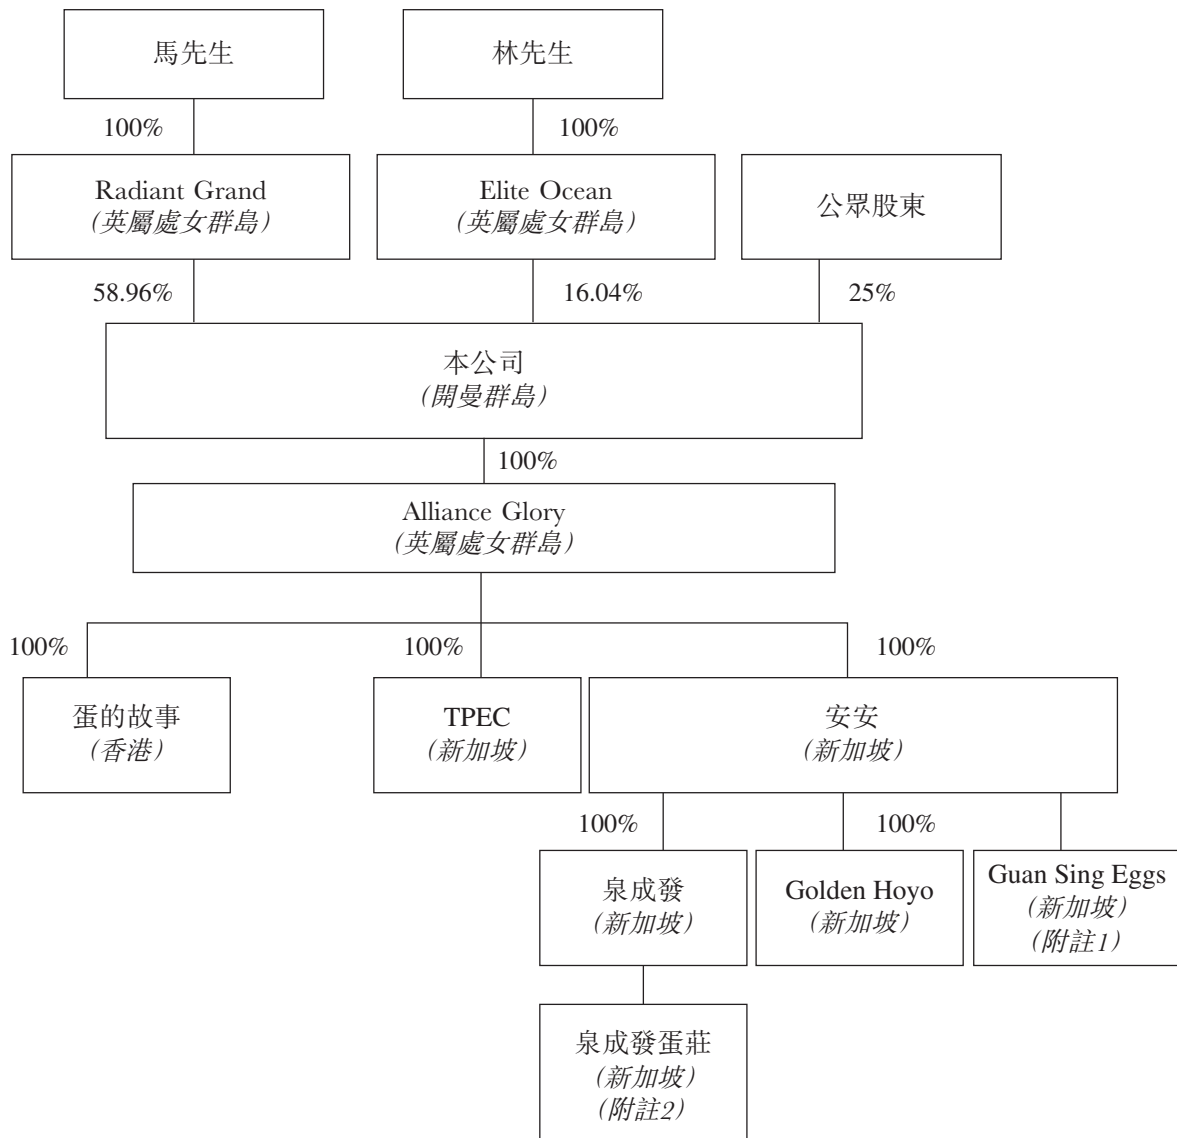 馬先生
林先生
100%
100%
Radiant Grand
(英屬處女群島)
Elite Ocean
(英屬處女群島)
公眾股東
58.96%
16.04%
25%
本公司
(開曼群島)
100%
Alliance Glory
(英屬處女群島)
100%
100%
100%
蛋的故事
(香港)
TPEC
(新加坡)
安安
(新加坡)
100%
100%
泉成發
(新加坡)
Golden Hoyo
(新加坡)
Guan Sing Eggs
(新加坡)
(附註1)
泉成發蛋莊
(新加坡)
(附註2)